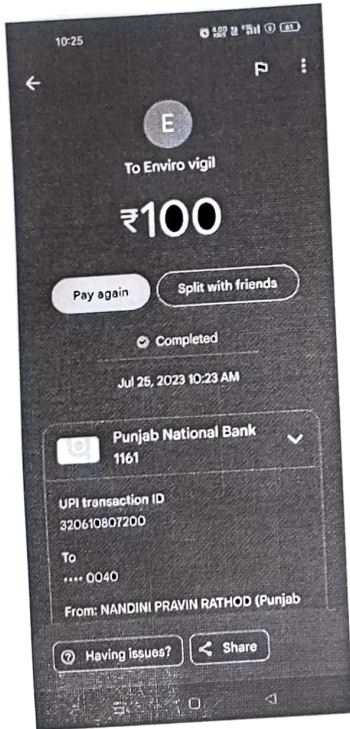 10:25
E
To Enviro vigil
₹100
Pay again
Split with friends
Completed
Jul 25, 2023 10:23 AM
Punjab National Bank
1161
UPI transaction ID
320610807200
To
•••• 0040
From: NANDINI PRAVIN RATHOD (Punjab
Having issues?
Share